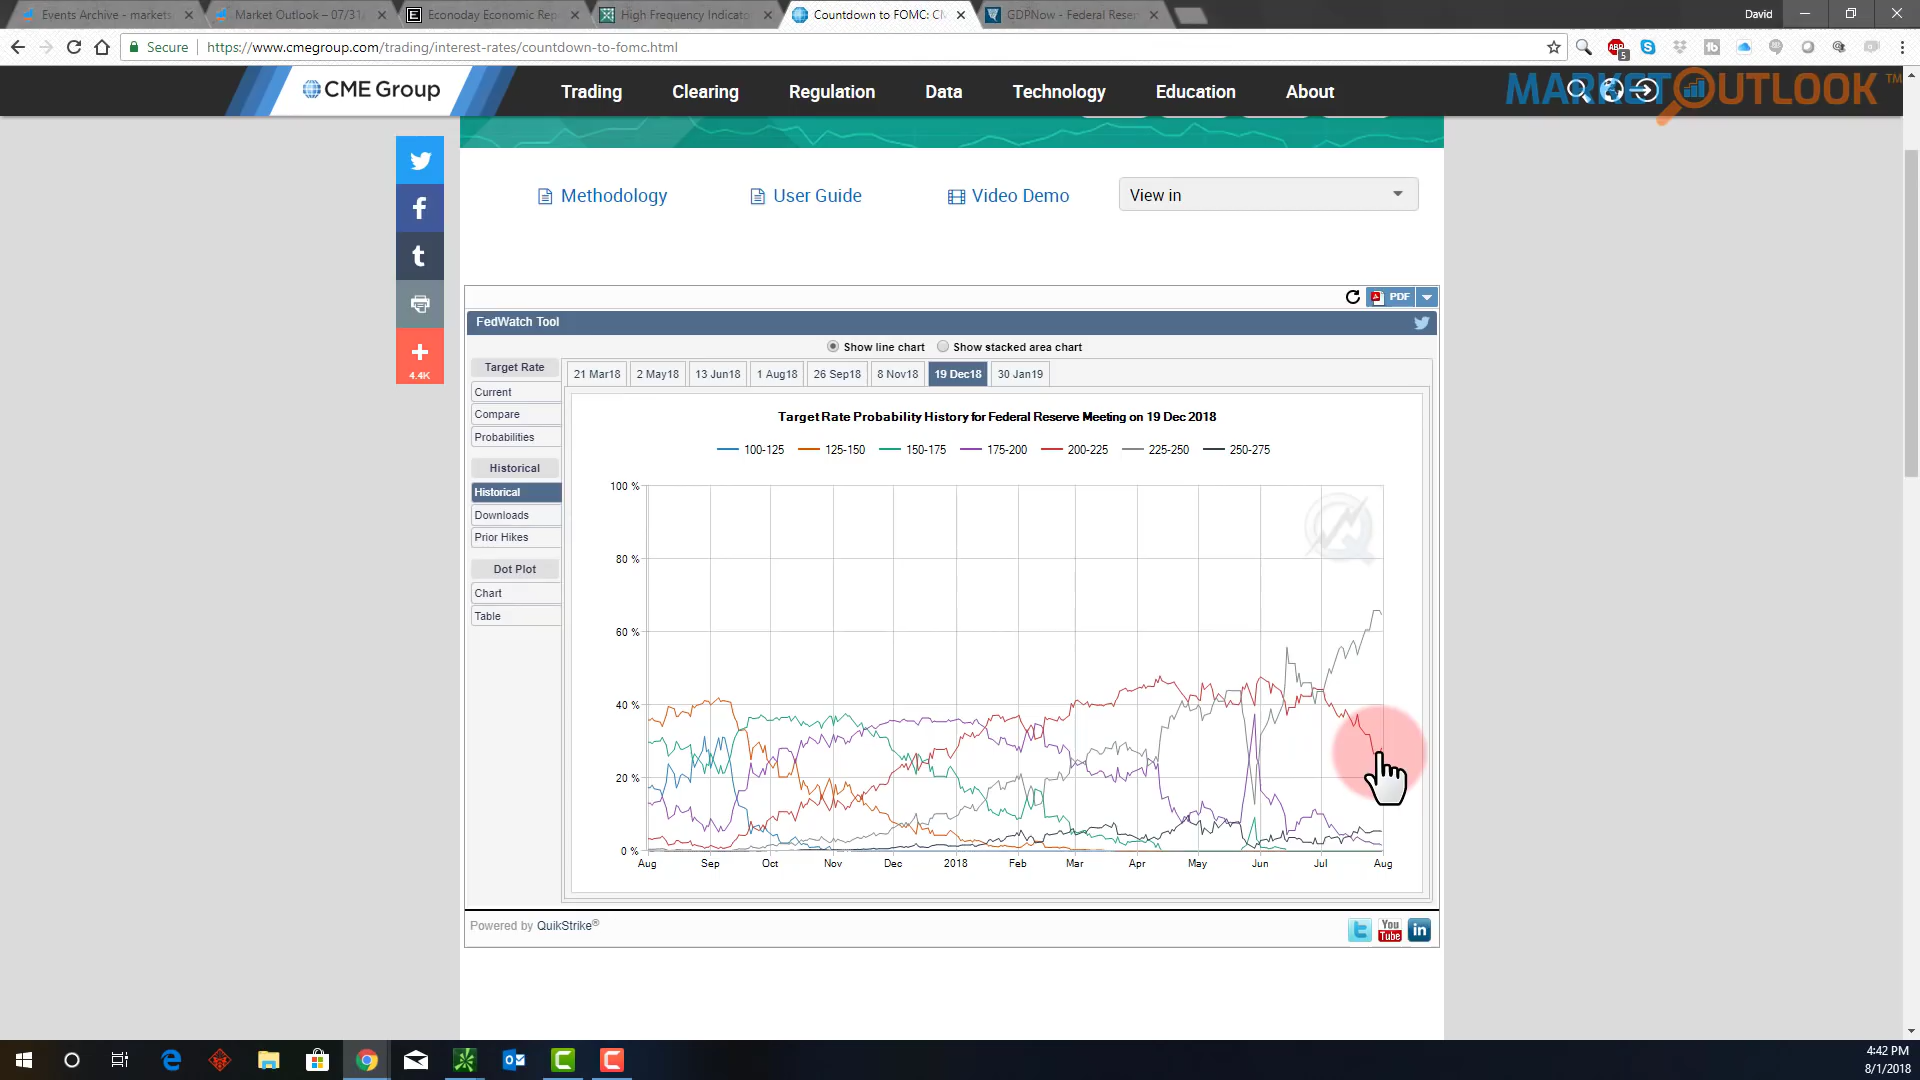 Events Archive - markets
Market Outlook – 07/31/
Econoday Economic Rep
High Frequency Indicato
Countdown to FOMC: CM
GDPNow - Federal Reser
David
Secure
https://www.cmegroup.com/trading/interest-rates/countdown-to-fomc.html
ABP
5
CME Group
Trading
Clearing
Regulation
Data
Technology
Education
About
MARKET OUTLOOK TM
Methodology
User Guide
Video Demo
View in
4.4K
PDF
FedWatch Tool
Show line chart
Show stacked area chart
Target Rate
Current
Compare
Probabilities
Historical
Historical
Downloads
Prior Hikes
Dot Plot
Chart
Table
21 Mar18
2 May18
13 Jun18
1 Aug18
26 Sep18
8 Nov18
19 Dec18
30 Jan19
Target Rate Probability History for Federal Reserve Meeting on 19 Dec 2018
100-125
125-150
150-175
175-200
200-225
225-250
250-275
100 %
80 %
60 %
40 %
20 %
0 %
Aug
Sep
Oct
Nov
Dec
2018
Feb
Mar
Apr
May
Jun
Jul
Aug
Powered by QuikStrike®
You
Tube
in
4:42 PM
8/1/2018